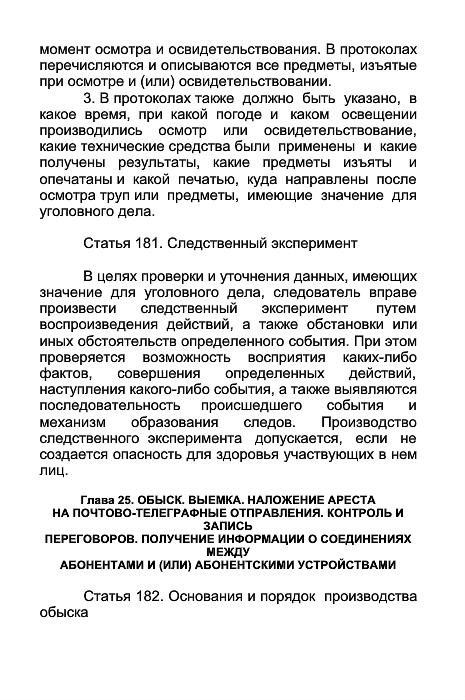 момент осмотра и освидетельствования. В протоколах
перечисляются и описываются все предметы, изъятые
при осмотре и (или) освидетельствовании.
3. В протоколах также должно быть указано, в
какое время, при какой погоде и каком освещении
производились осмотр или освидетельствование,
какие технические средства были применены и какие
получены результаты, какие предметы изъяты и
опечатаны и какой печатью, куда направлены после
осмотра труп или предметы, имеющие значение для
уголовного дела.
Статья 181. Следственный эксперимент
В целях проверки и уточнения данных, имеющих
значение для уголовного дела, следователь вправе
произвести следственный эксперимент путем
воспроизведения действий, а также обстановки или
иных обстоятельств определенного события. При этом
проверяется возможность восприятия каких-либо
фактов, совершения определенных действий,
наступления какого-либо события, а также выявляются
последовательность происшедшего события и
механизм образования следов. Производство
следственного эксперимента допускается, если не
создается опасность для здоровья участвующих в нем
лиц.
Глава 25. ОБЫСК. ВЫЕМКА. НАЛОЖЕНИЕ АРЕСТА
НА ПОЧТОВО-ТЕЛЕГРАФНЫЕ ОТПРАВЛЕНИЯ. КОНТРОЛЬ И
ЗАПИСЬ
ПЕРЕГОВОРОВ. ПОЛУЧЕНИЕ ИНФОРМАЦИИ О СОЕДИНЕНИЯХ
МЕЖДУ
АБОНЕНТАМИ И (ИЛИ) АБОНЕНТСКИМИ УСТРОЙСТВАМИ
Статья 182. Основания и порядок производства
обыска